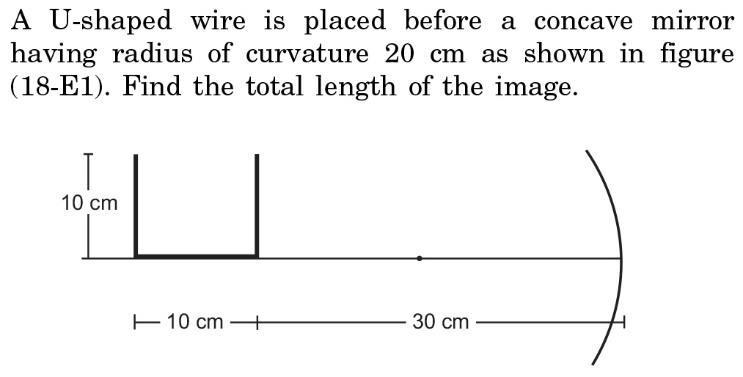 A U-shaped wire is placed before a concave mirror
having radius of curvature 20 cm as shown in figure
(18-E1). Find the total length of the image.
10 cm
10 cm
30 cm